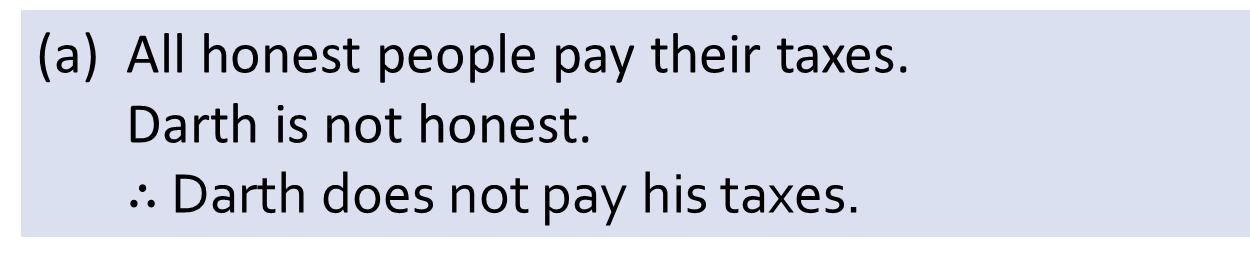 (a) All honest people pay their taxes.
Darth is not honest.
∴ Darth does not pay his taxes.